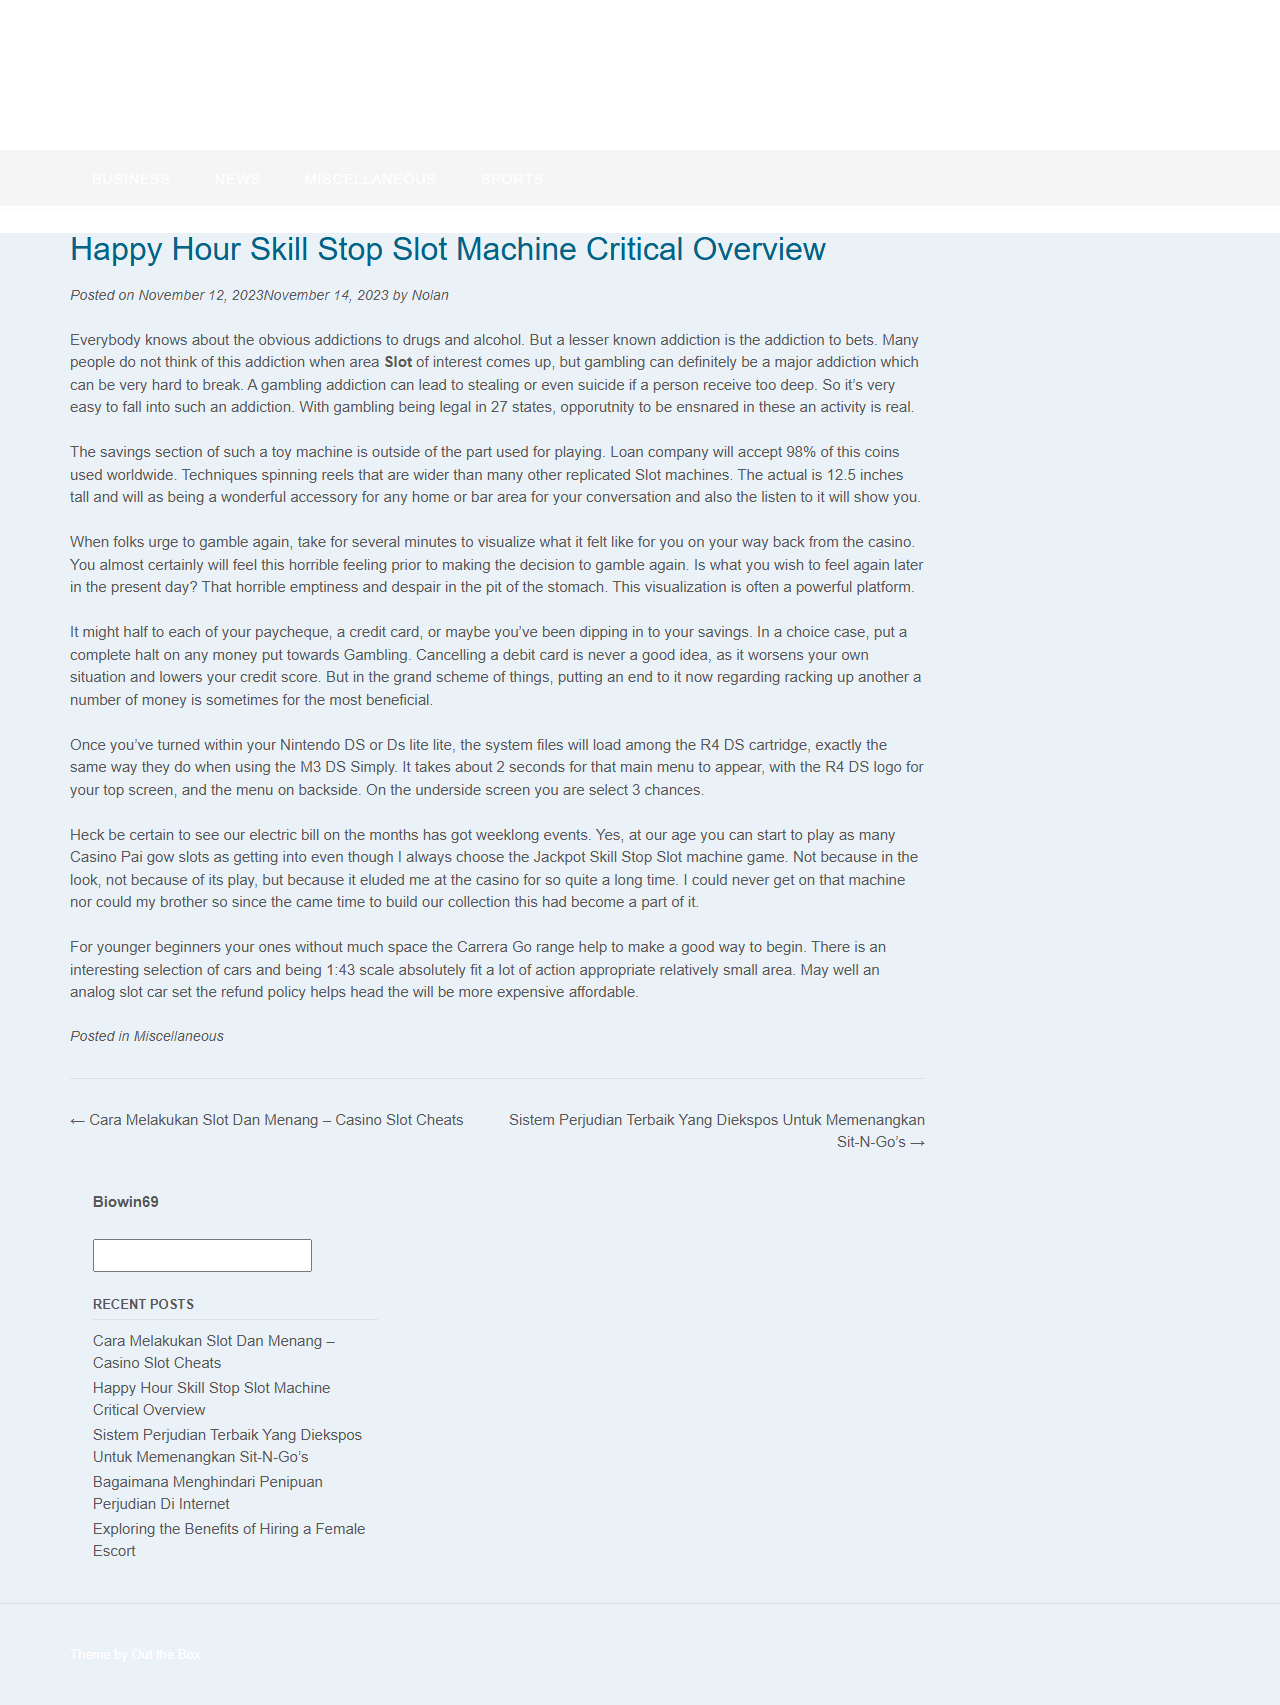 BUSINESS NEWS MISCELLANEOUS SPORTS
Happy Hour Skill Stop Slot Machine Critical Overview
Posted on November 12, 2023November 14, 2023 by Nolan
Everybody knows about the obvious addictions to drugs and alcohol. But a lesser known addiction is the addiction to bets. Many
people do not think of this addiction when area Slot of interest comes up, but gambling can definitely be a major addiction which
can be very hard to break. A gambling addiction can lead to stealing or even suicide if a person receive too deep. So it’s very
easy to fall into such an addiction. With gambling being legal in 27 states, opporutnity to be ensnared in these an activity is real.
The savings section of such a toy machine is outside of the part used for playing. Loan company will accept 98% of this coins
used worldwide. Techniques spinning reels that are wider than many other replicated Slot machines. The actual is 12.5 inches
tall and will as being a wonderful accessory for any home or bar area for your conversation and also the listen to it will show you.
When folks urge to gamble again, take for several minutes to visualize what it felt like for you on your way back from the casino.
You almost certainly will feel this horrible feeling prior to making the decision to gamble again. Is what you wish to feel again later
in the present day? That horrible emptiness and despair in the pit of the stomach. This visualization is often a powerful platform.
It might half to each of your paycheque, a credit card, or maybe you’ve been dipping in to your savings. In a choice case, put a
complete halt on any money put towards Gambling. Cancelling a debit card is never a good idea, as it worsens your own
situation and lowers your credit score. But in the grand scheme of things, putting an end to it now regarding racking up another a
number of money is sometimes for the most beneficial.
Once you’ve turned within your Nintendo DS or Ds lite lite, the system files will load among the R4 DS cartridge, exactly the
same way they do when using the M3 DS Simply. It takes about 2 seconds for that main menu to appear, with the R4 DS logo for
your top screen, and the menu on backside. On the underside screen you are select 3 chances.
Heck be certain to see our electric bill on the months has got weeklong events. Yes, at our age you can start to play as many
Casino Pai gow slots as getting into even though I always choose the Jackpot Skill Stop Slot machine game. Not because in the
look, not because of its play, but because it eluded me at the casino for so quite a long time. I could never get on that machine
nor could my brother so since the came time to build our collection this had become a part of it.
For younger beginners your ones without much space the Carrera Go range help to make a good way to begin. There is an
interesting selection of cars and being 1:43 scale absolutely fit a lot of action appropriate relatively small area. May well an
analog slot car set the refund policy helps head the will be more expensive affordable.
Posted in Miscellaneous
← Cara Melakukan Slot Dan Menang – Casino Slot Cheats
Sistem Perjudian Terbaik Yang Diekspos Untuk Memenangkan
Sit-N-Go’s →
Biowin69
RECENT POSTS
Cara Melakukan Slot Dan Menang –
Casino Slot Cheats
Happy Hour Skill Stop Slot Machine
Critical Overview
Sistem Perjudian Terbaik Yang Diekspos
Untuk Memenangkan Sit-N-Go’s
Bagaimana Menghindari Penipuan
Perjudian Di Internet
Exploring the Benefits of Hiring a Female
Escort
Theme by Out the Box